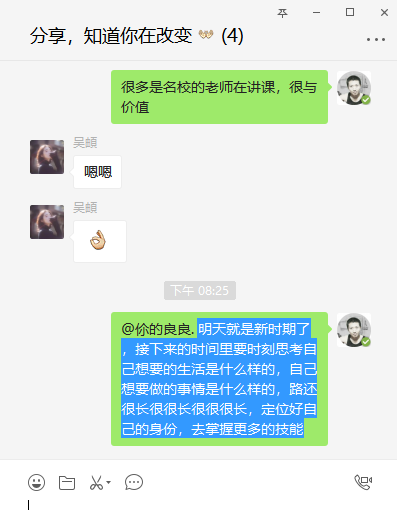 分享，知道你在改变 👐 (4)
很多是名校的老师在讲课，很与
价值
吴頔
嗯嗯
吴頔
👌
下午 08:25
@伱的良良. 明天就是新时期了
，接下来的时间里要时刻思考自
己想要的生活是什么样的，自己
想要做的事情是什么样的，路还
很长很很长很很很长，定位好自
己的身份，去掌握更多的技能